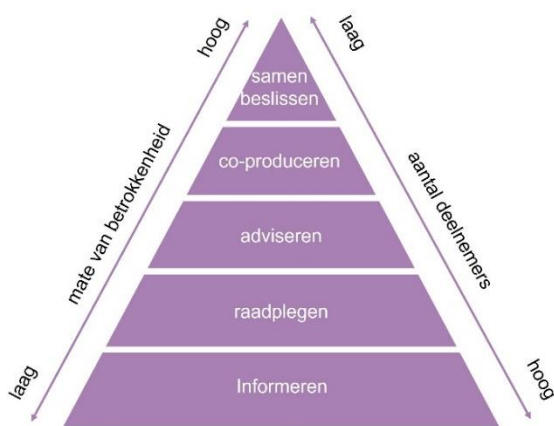 hoog
laag
samen
beslissen
co-produceren
mate van betrokkenheid
aantal deelnemers
adviseren
raadplegen
laag
Informeren
hoog